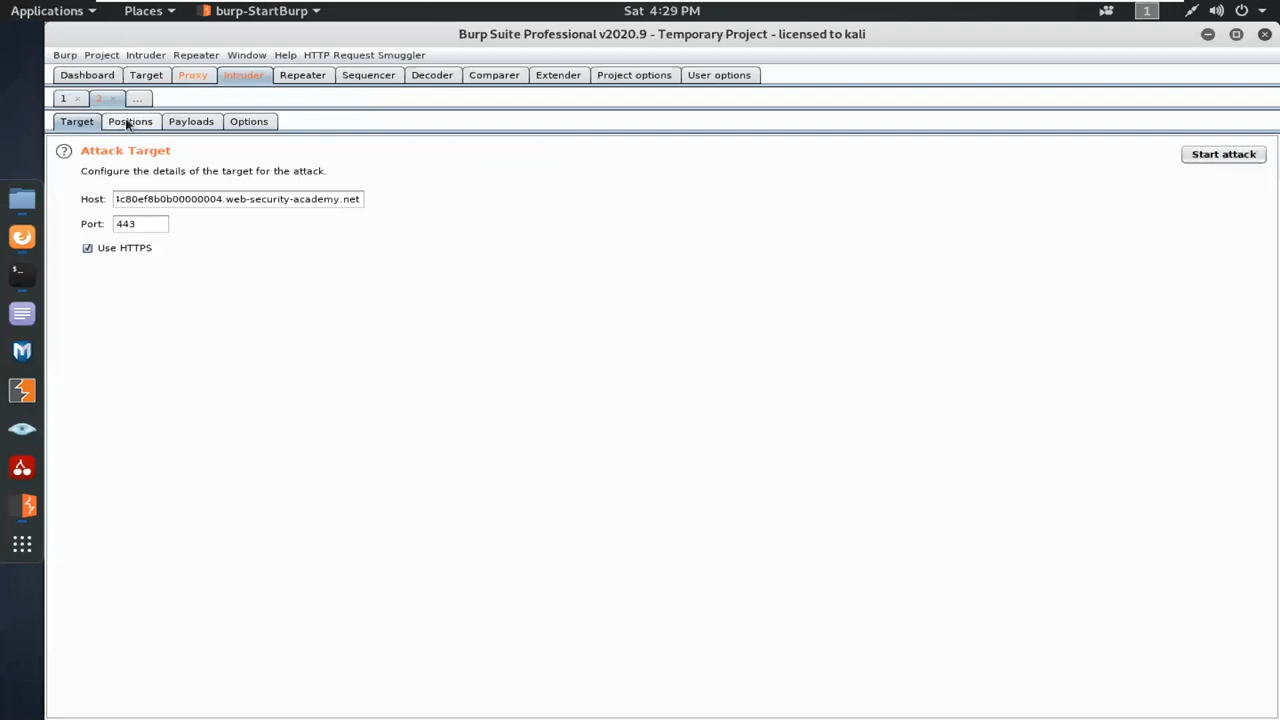 Applications Places burp-StartBurp Sat 4:29 PM 1
Burp Suite Professional v2020.9 - Temporary Project - licensed to kali
Burp Project Intruder Repeater Window Help HTTP Request Smuggler
Dashboard Target Proxy Intruder Repeater Sequencer Decoder Comparer Extender Project options User options
1 × 2 × ...
Target Positions Payloads Options
? Attack Target Start attack
Configure the details of the target for the attack.
Host: c80ef8b0b00000004.web-security-academy.net
Port: 443
Use HTTPS